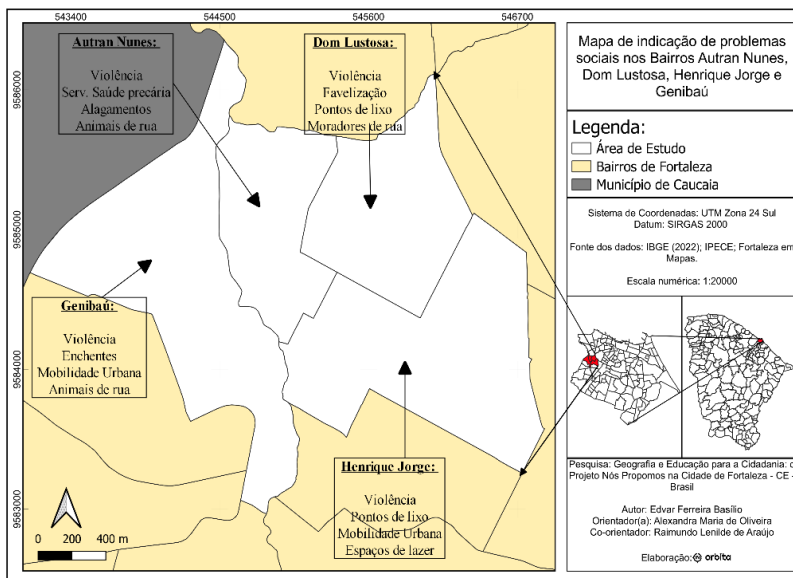 543400
544500
545600
546700
9586000
9585000
9584000
9583000
Autran Nunes:
Violência
Serv. Saúde precária
Alagamentos
Animais de rua
Dom Lustosa:
Violência
Favelização
Pontos de lixo
Moradores de rua
Genibaú:
Violência
Enchentes
Mobilidade Urbana
Animais de rua
Henrique Jorge:
Violência
Pontos de lixo
Mobilidade Urbana
Espaços de lazer
0 200 400 m
Mapa de indicação de problemas
sociais nos Bairros Autran Nunes,
Dom Lustosa, Henrique Jorge e
Genibaú
Legenda:
Área de Estudo
Bairros de Fortaleza
Município de Caucaia
Sistema de Coordenadas: UTM Zona 24 Sul
Datum: SIRGAS 2000
Fonte dos dados: IBGE (2022); IPECE; Fortaleza em
Mapas.
Escala numérica: 1:20000
Pesquisa: Geografia e Educação para a Cidadania: o
Projeto Nós Propomos na Cidade de Fortaleza - CE -
Brasil
Autor: Edvar Ferreira Basílio
Orientador(a): Alexandra Maria de Oliveira
Co-orientador: Raimundo Lenilde de Araújo
Elaboração: orbita